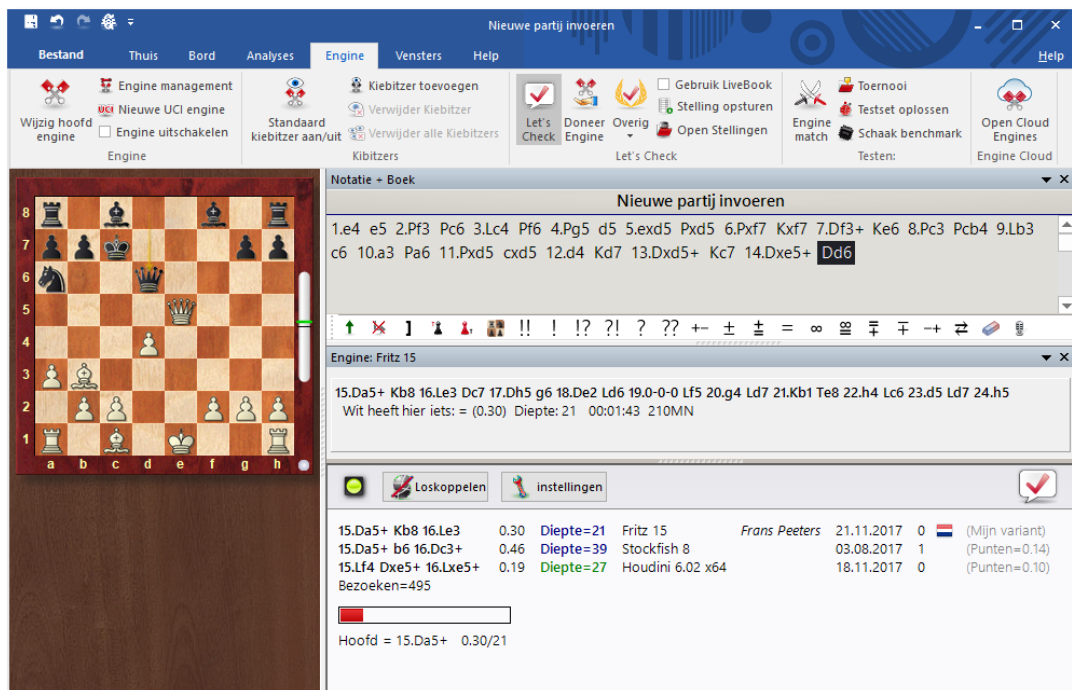 Nieuwe partij invoeren
Bestand Thuis Bord Analyses Engine Vensters Help Help
Wijzig hoofd engine
Engine management
Nieuwe UCI engine
Engine uitschakelen
Engine
Standaard kiebitzer aan/uit
Kiebitzer toevoegen
Verwijder Kiebitzer
Verwijder alle Kiebitzers
Kibitzers
Let's Check
Doneer Engine
Overig
Gebruik LiveBook
Stelling opsturen
Open Stellingen
Let's Check
Engine match
Toernooi
Testset oplossen
Schaak benchmark
Testen:
Open Cloud Engines
Engine Cloud
8
7
6
5
4
3
2
1
a b c d e f g h
Notatie + Boek
Nieuwe partij invoeren
1.e4 e5 2.Pf3 Pc6 3.Lc4 Pf6 4.Pg5 d5 5.exd5 Pxd5 6.Pxf7 Kxf7 7.Df3+ Ke6 8.Pc3 Pcb4 9.Lb3
c6 10.a3 Pa6 11.Pxd5 cxd5 12.d4 Kd7 13.Dxd5+ Kc7 14.Dxe5+ Dd6
] !! ! !? ?! ? ?? +− ± ⩲ = ∞ ⩱ ∓ −+ ⇄
Engine: Fritz 15
15.Da5+ Kb8 16.Le3 Dc7 17.Dh5 g6 18.De2 Ld6 19.0-0-0 Lf5 20.g4 Ld7 21.Kb1 Te8 22.h4 Lc6 23.d5 Ld7 24.h5
Wit heeft hier iets: = (0.30) Diepte: 21 00:01:43 210MN
Loskoppelen instellingen
15.Da5+ Kb8 16.Le3 0.30 Diepte=21 Fritz 15 Frans Peeters 21.11.2017 0 (Mijn variant)
15.Da5+ b6 16.Dc3+ 0.46 Diepte=39 Stockfish 8 03.08.2017 1 (Punten=0.14)
15.Lf4 Dxe5+ 16.Lxe5+ 0.19 Diepte=27 Houdini 6.02 x64 18.11.2017 0 (Punten=0.10)
Bezoeken=495
Hoofd = 15.Da5+ 0.30/21